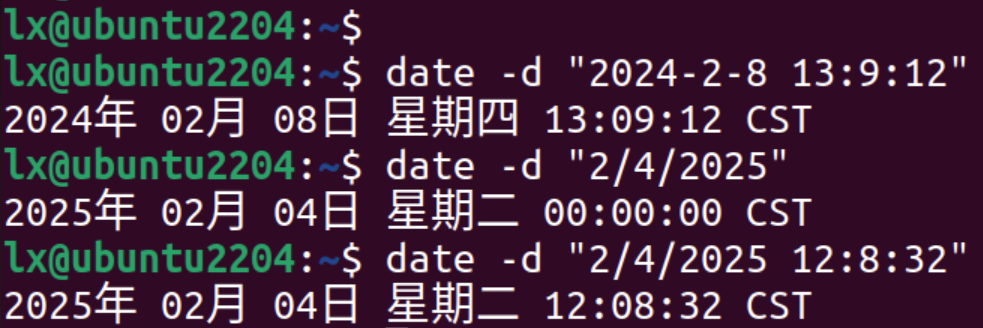 lx@ubuntu2204:~$
lx@ubuntu2204:~$ date -d "2024-2-8 13:9:12"
2024年 02月 08日 星期四 13:09:12 CST
lx@ubuntu2204:~$ date -d "2/4/2025"
2025年 02月 04日 星期二 00:00:00 CST
lx@ubuntu2204:~$ date -d "2/4/2025 12:8:32"
2025年 02月 04日 星期二 12:08:32 CST